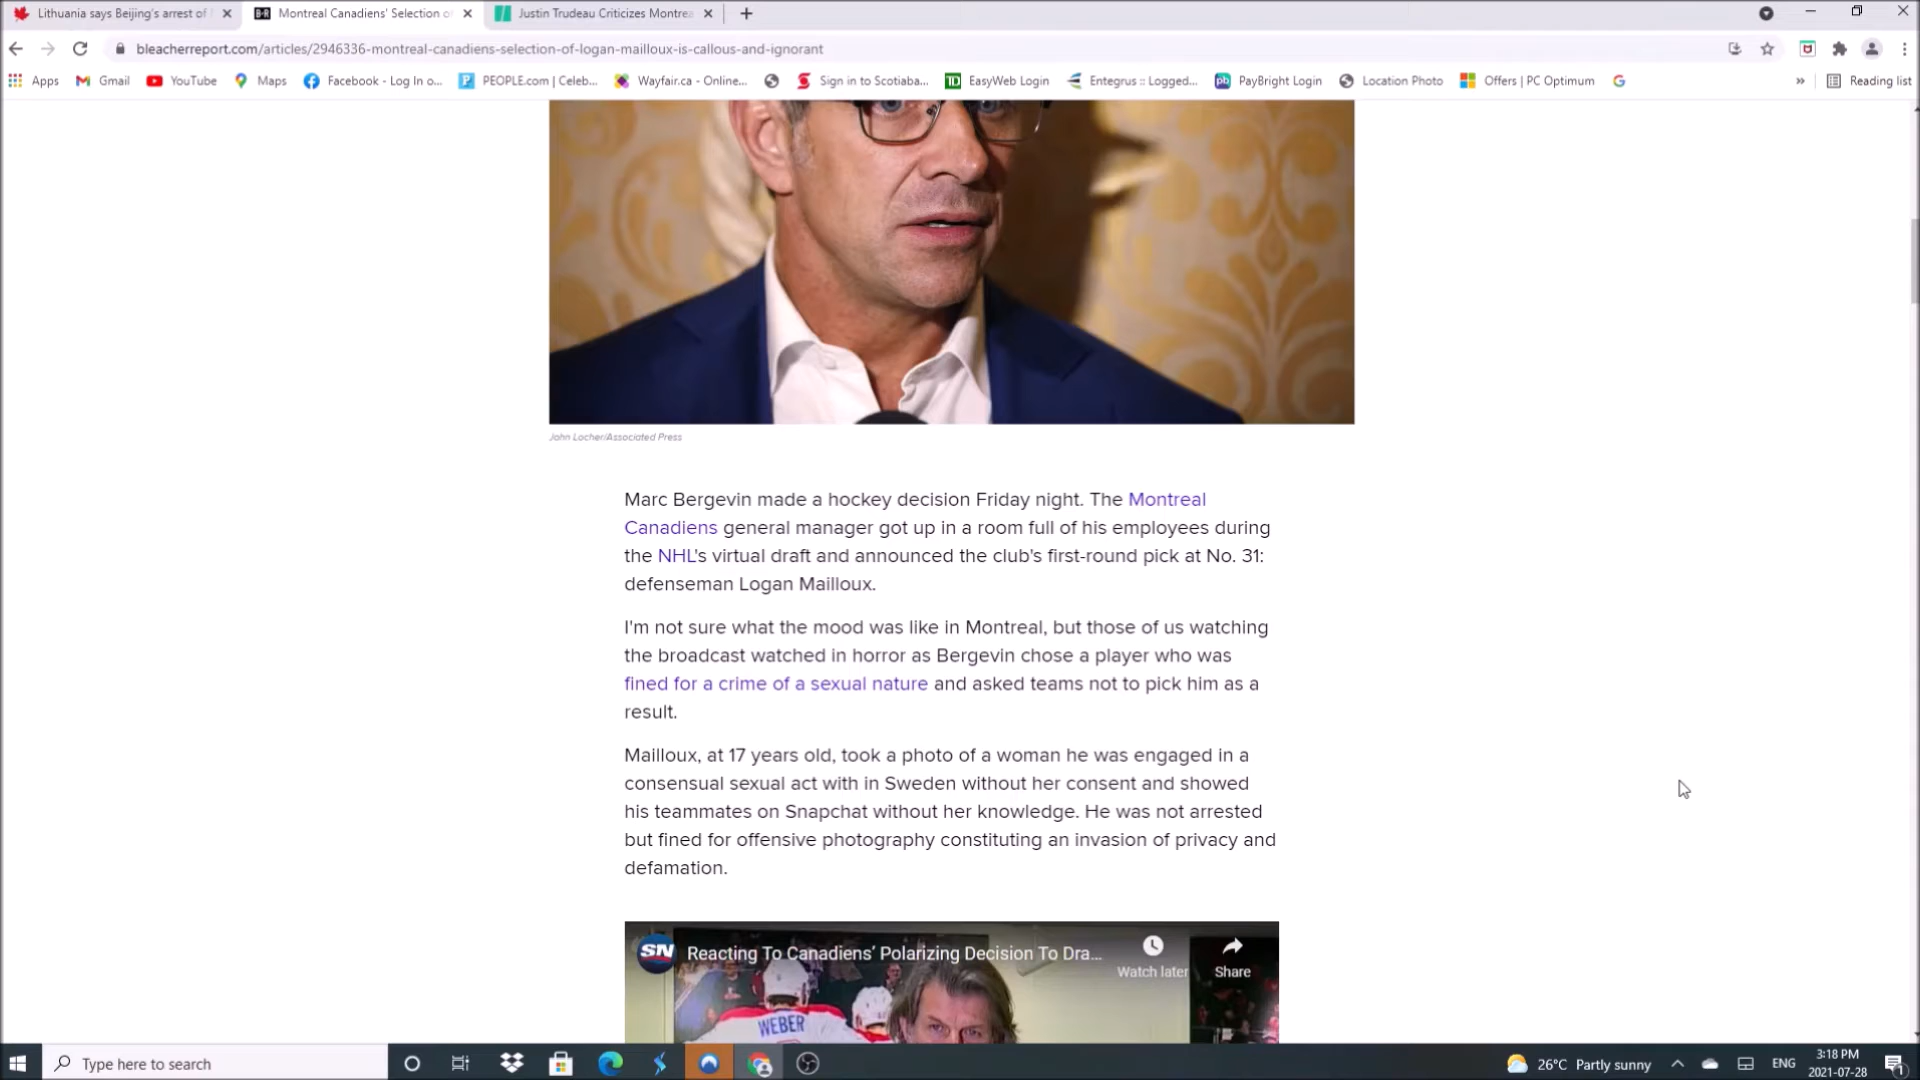 Lithuania says Beijing's arrest of
Montreal Canadiens' Selection o
Justin Trudeau Criticizes Montrea
bleacherreport.com/articles/2946336-montreal-canadiens-selection-of-logan-mailloux-is-callous-and-ignorant
Apps
Gmail
YouTube
Maps
Facebook - Log In o...
PEOPLE.com | Celeb...
Wayfair.ca - Online...
Sign in to Scotiaba...
EasyWeb Login
Entegrus :: Logged...
PayBright Login
Location Photo
Offers | PC Optimum
»
Reading list
John Locher/Associated Press
Marc Bergevin made a hockey decision Friday night. The Montreal
Canadiens general manager got up in a room full of his employees during
the NHL's virtual draft and announced the club's first-round pick at No. 31:
defenseman Logan Mailloux.
I'm not sure what the mood was like in Montreal, but those of us watching
the broadcast watched in horror as Bergevin chose a player who was
fined for a crime of a sexual nature and asked teams not to pick him as a
result.
Mailloux, at 17 years old, took a photo of a woman he was engaged in a
consensual sexual act with in Sweden without her consent and showed
his teammates on Snapchat without her knowledge. He was not arrested
but fined for offensive photography constituting an invasion of privacy and
defamation.
SN
Reacting To Canadiens' Polarizing Decision To Dra...
Watch later
Share
WEBER
Type here to search
26°C Partly sunny
ENG
3:18 PM
2021-07-28